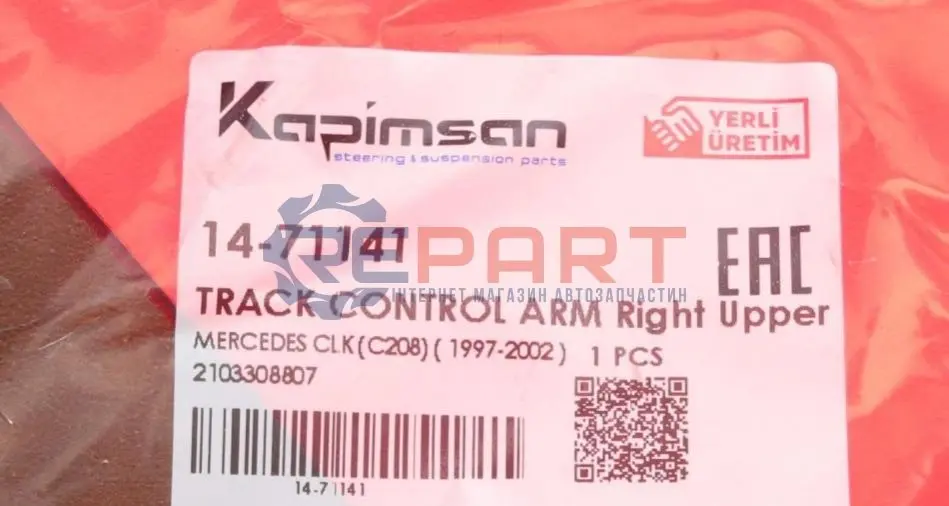 Kapimsan
steering & suspension parts
YERLİ
ÜRETİM
14-71141
REPART
ІНТЕРНЕТ МАГАЗИН АВТОЗАПЧАСТИН
EAC
TRACK CONTROL ARM Right Upper
MERCEDES CLK(C208)(1997-2002) 1 PCS
2103308807
14-71141